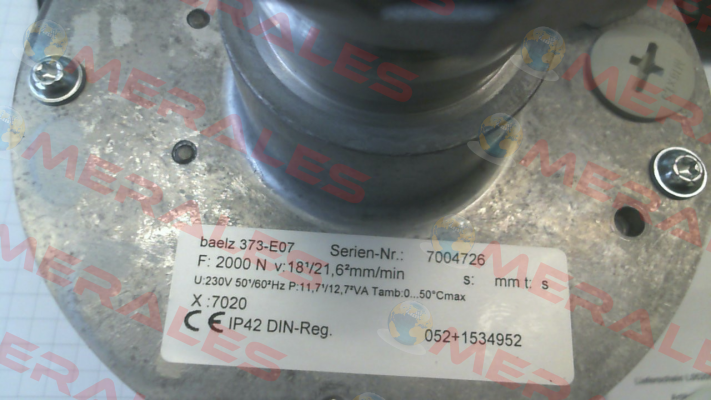 baelz 373-E07 Serien-Nr.: 7004726
F: 2000 N v:18¹/21,6²mm/min s: mm t: s
U:230V 50¹/60²Hz P:11,7¹/12,7²VA Tamb:0...50°Cmax
X :7020
CE IP42 DIN-Reg. 052+1534952
MERALES
MERALES
MERALES
MERALES
MERALES
MERALES